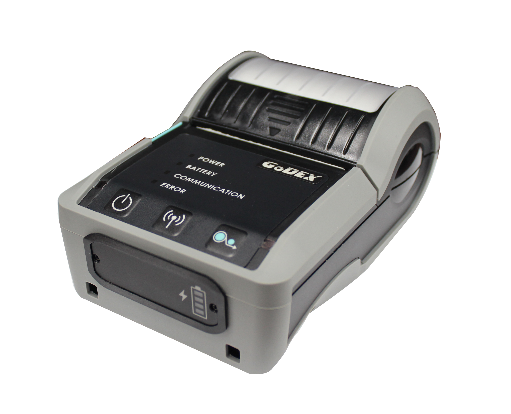 GoDEX
POWER
BATTERY
COMMUNICATION
ERROR